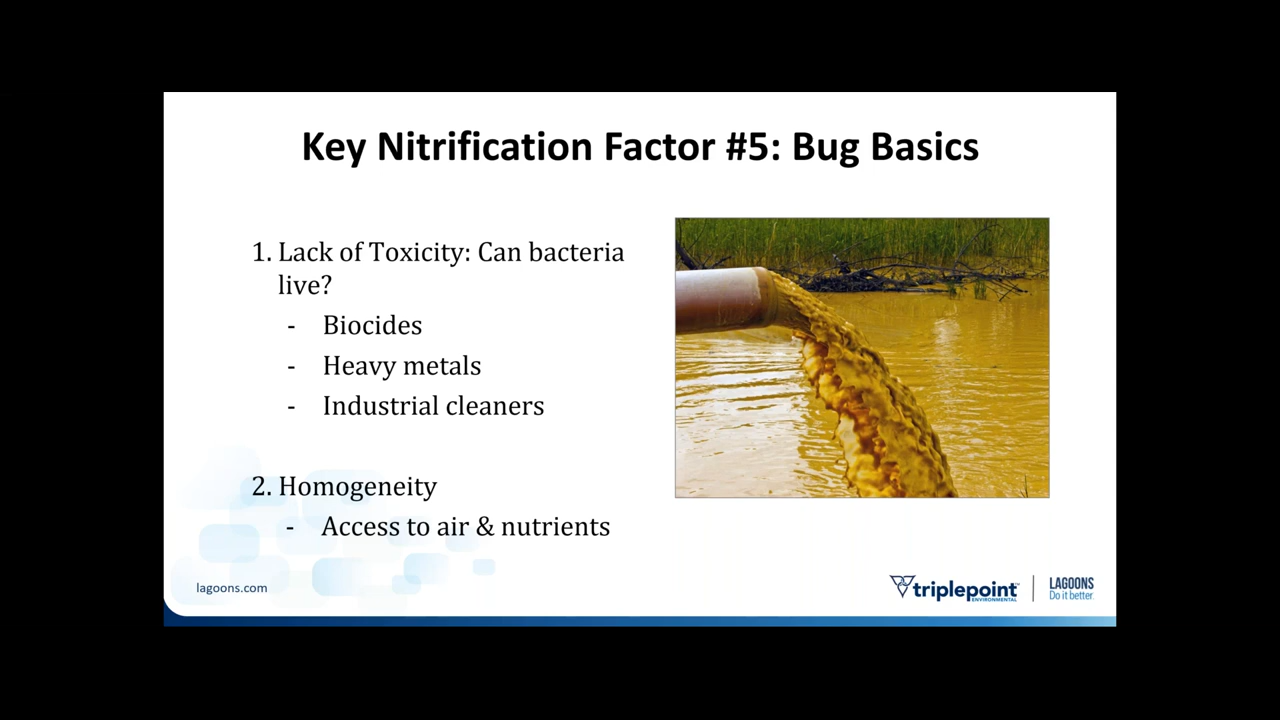 Key Nitrification Factor #5: Bug Basics
1. Lack of Toxicity: Can bacteria
live?
- Biocides
- Heavy metals
- Industrial cleaners
2. Homogeneity
- Access to air & nutrients
lagoons.com
triplepoint™
ENVIRONMENTAL
LAGOONS
Do it better.